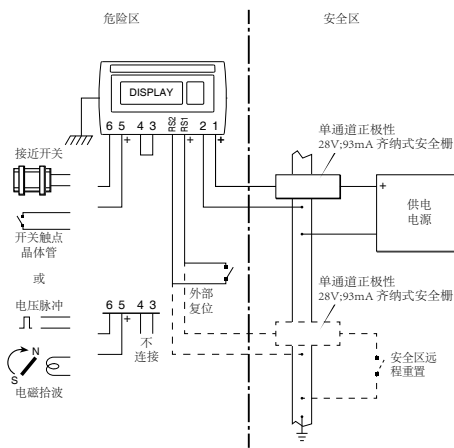 危险区
安全区
DISPLAY
6 5 4 3 RS2 RS1 2 1
+ + +
接近开关
开关触点
晶体管
或
电压脉冲
N
S
电磁拾波
6 5 4 3
+
不
连接
外部
复位
单通道正极性
28V;93mA 齐纳式安全栅
+
供电
电源
单通道正极性
28V;93mA 齐纳式安全栅
安全区远
程重置